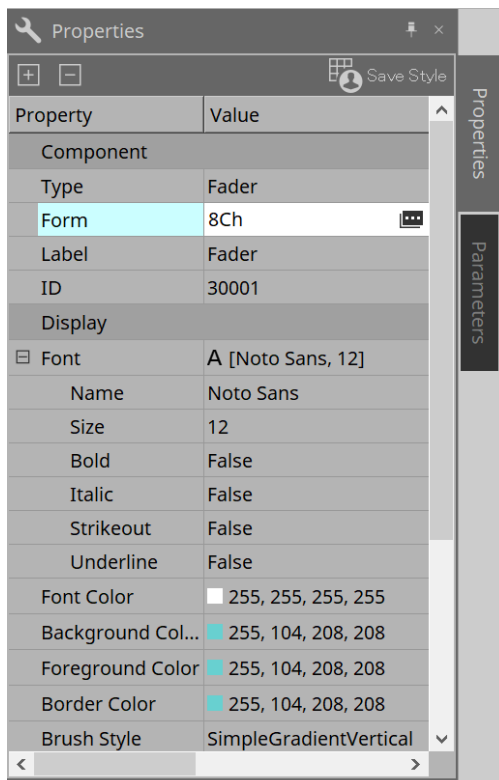 Properties
Save Style
Property Value
Component
Type Fader
Form 8Ch
Label Fader
ID 30001
Display
Font A [Noto Sans, 12]
Name Noto Sans
Size 12
Bold False
Italic False
Strikeout False
Underline False
Font Color 255, 255, 255, 255
Background Col... 255, 104, 208, 208
Foreground Color 255, 104, 208, 208
Border Color 255, 104, 208, 208
Brush Style SimpleGradientVertical
Properties
Parameters